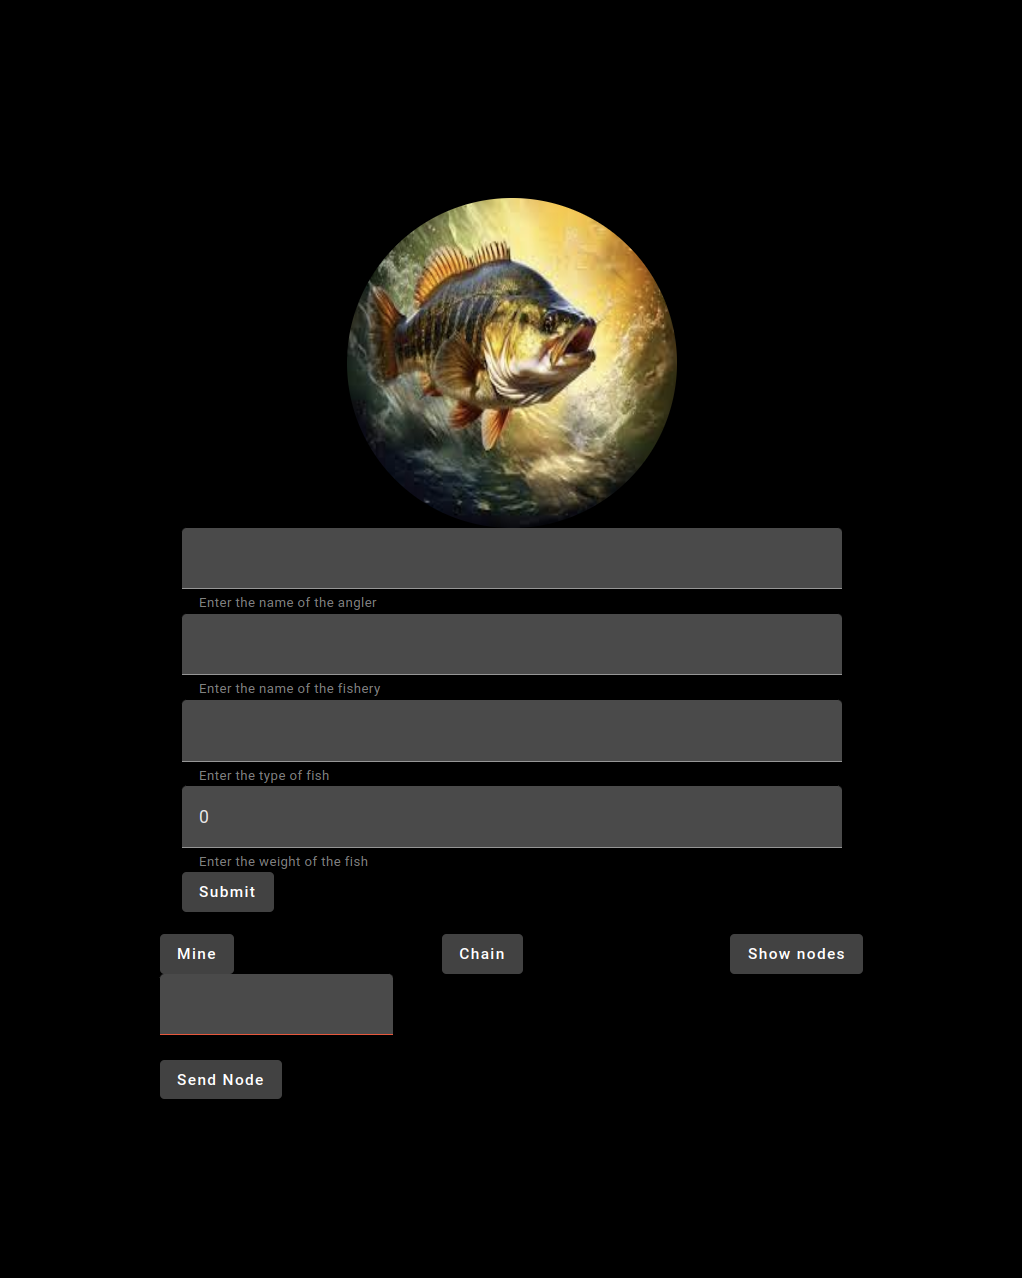 Enter the name of the angler
Enter the name of the fishery
Enter the type of fish
0
Enter the weight of the fish
Submit
Mine Chain Show nodes
Send Node